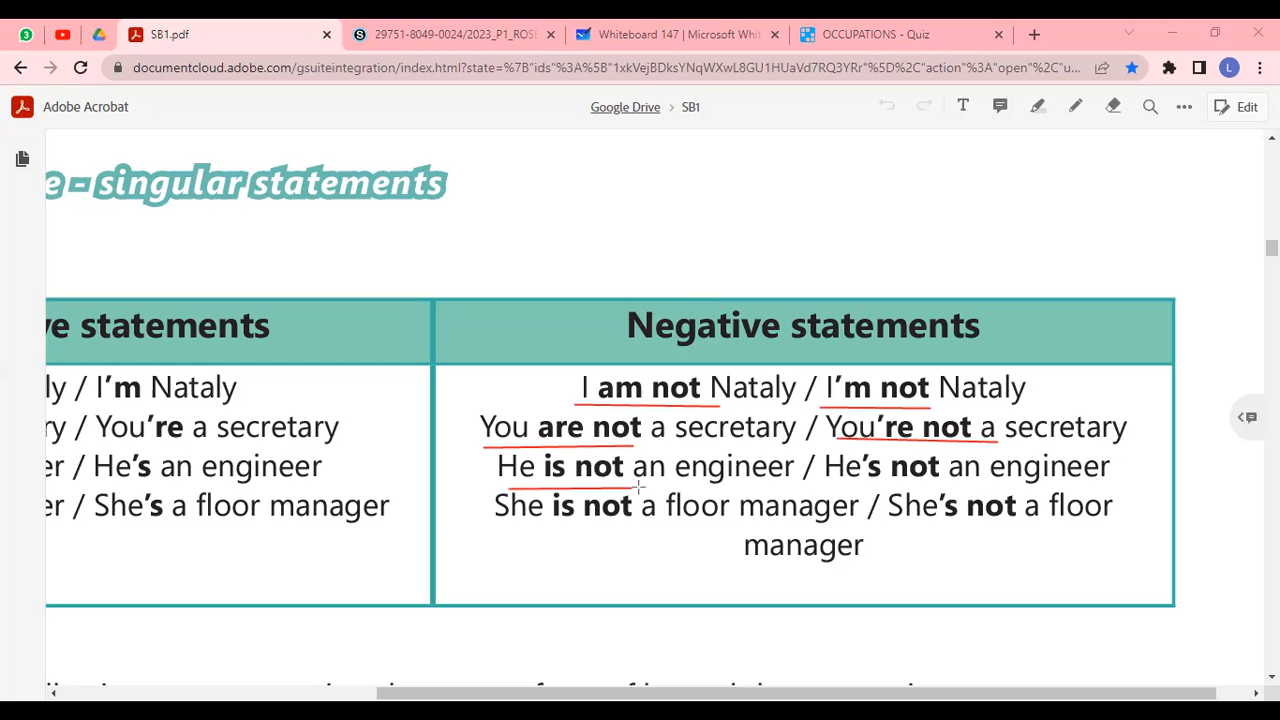 3 SB1.pdf 29751-8049-0024/2023_P1_ROS Whiteboard 147 | Microsoft Whit OCCUPATIONS - Quiz
documentcloud.adobe.com/gsuiteintegration/index.html?state=%7B"ids"%3A%5B"1xkVejBDksYNqWXwL8GU1HUaVd7RQ3YRr"%5D%2C"action"%3A"open"%2C"u... L
Adobe Acrobat Google Drive > SB1 Edit
e - singular statements
ve statements Negative statements
ly / I'm Nataly I am not Nataly / I'm not Nataly
ry / You're a secretary You are not a secretary / You're not a secretary
er / He's an engineer He is not an engineer / He's not an engineer
er / She's a floor manager She is not a floor manager / She's not a floor
manager